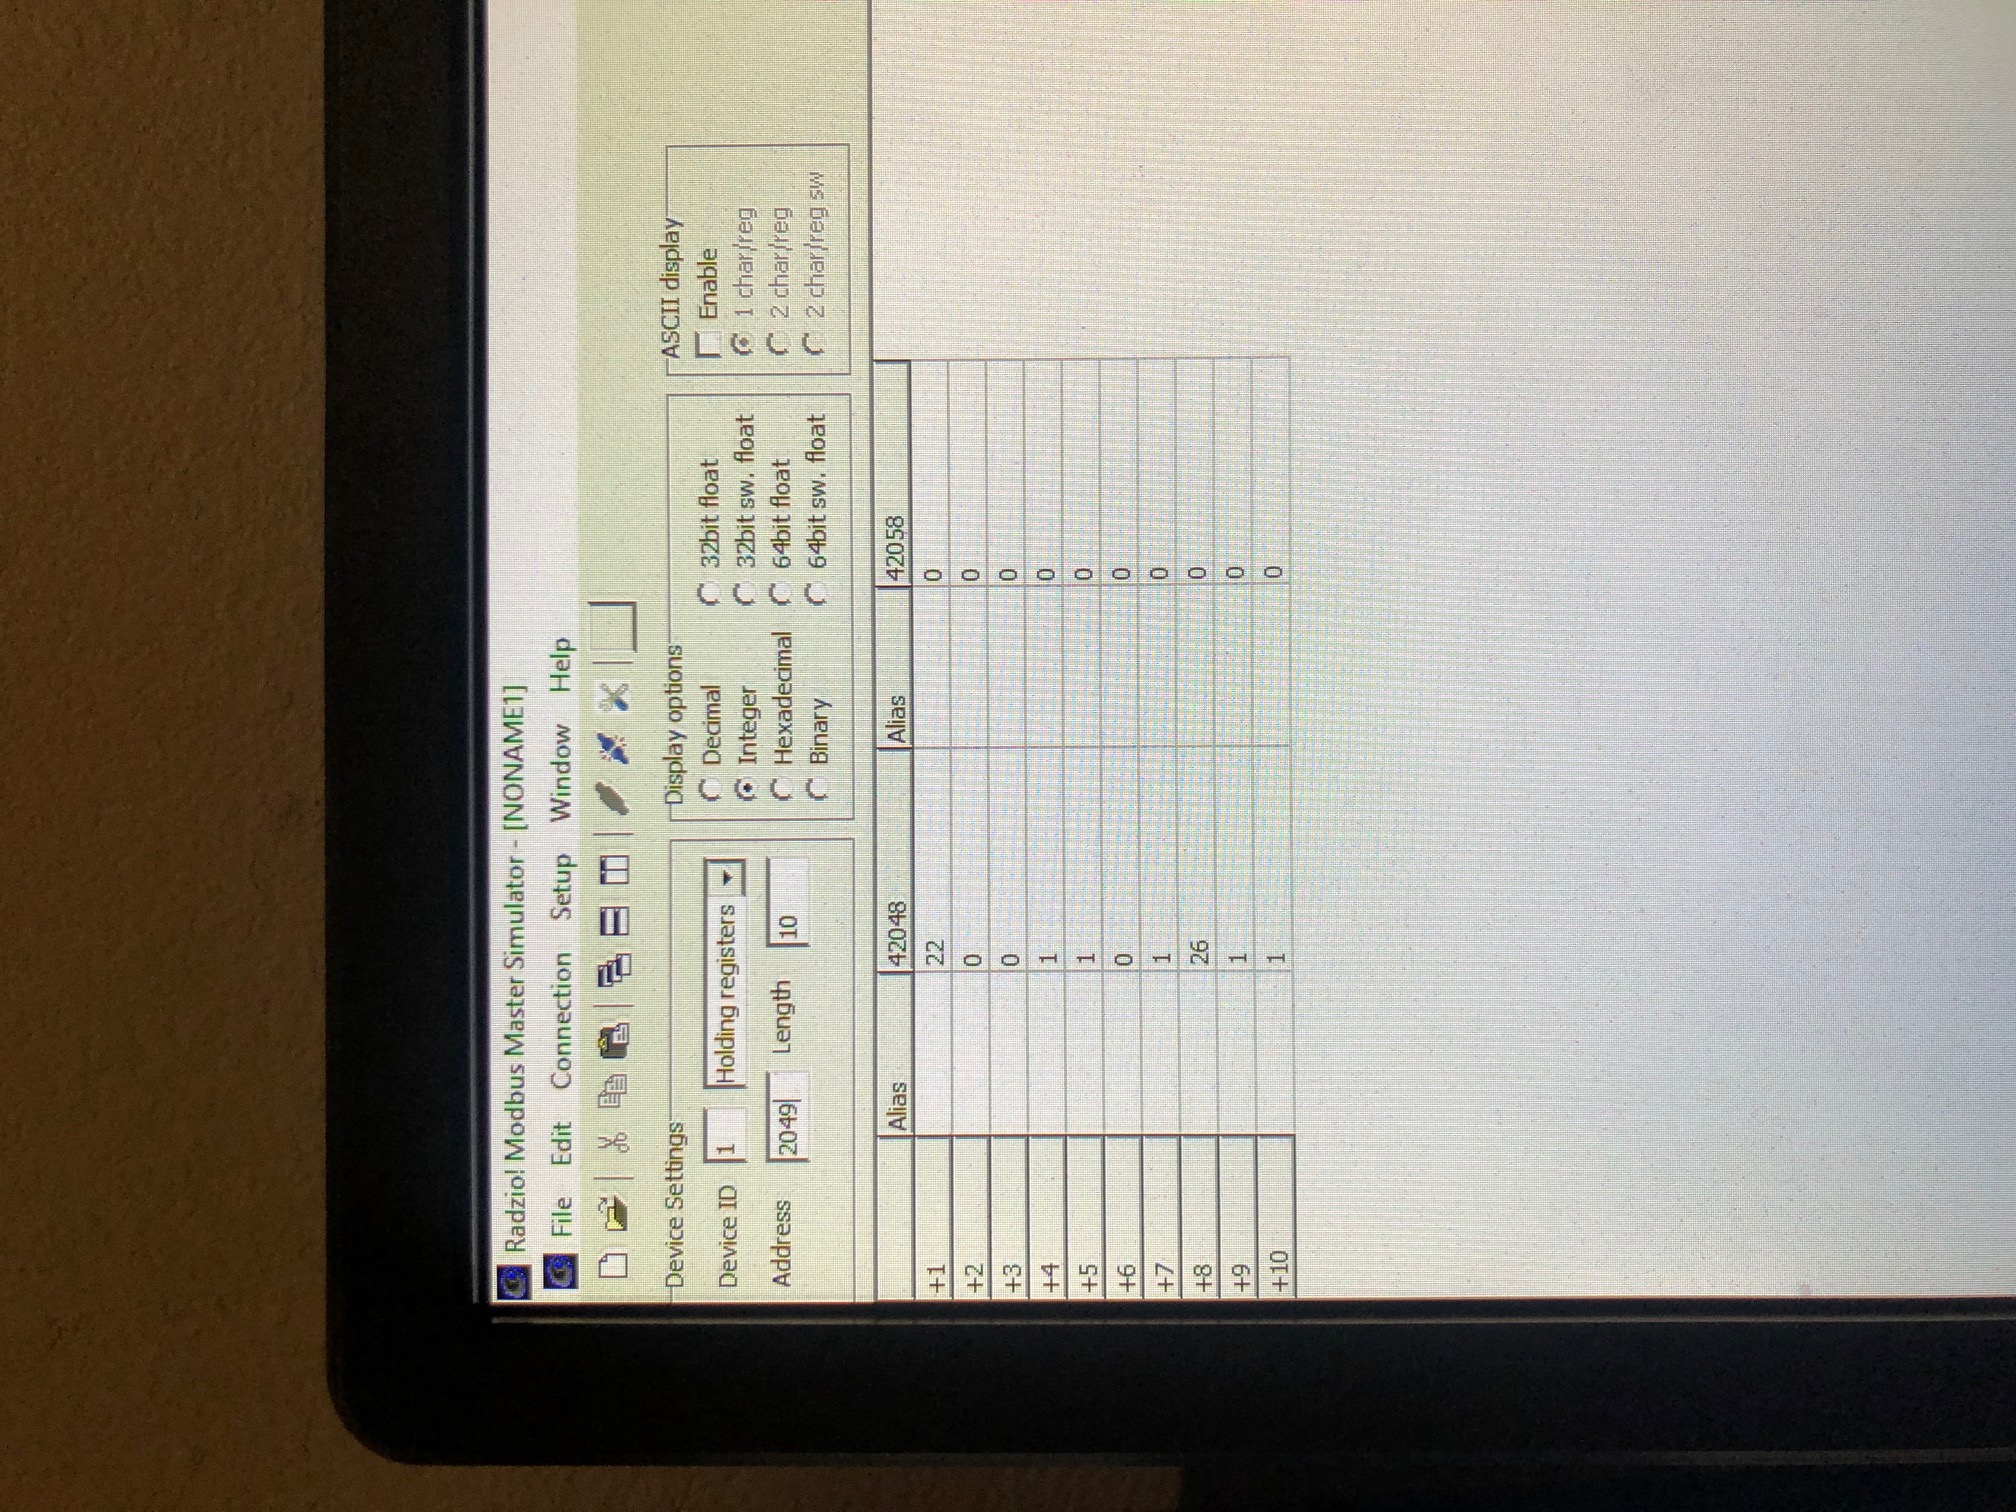 Radzio! Modbus Master Simulator - [NONAME1]
File Edit Connection Setup Window Help
Device Settings
Device ID 1 Holding registers
Address 2049 Length 10
Display options
Decimal 32bit float
Integer 32bit sw. float
Hexadecimal 64bit float
Binary 64bit sw. float
ASCII display
Enable
1 char/reg
2 char/reg
2 char/reg sw
Alias 42048 Alias 42058
+1 22 0
+2 0 0
+3 0 0
+4 1 0
+5 1 0
+6 0 0
+7 1 0
+8 26 0
+9 1 0
+10 1 0